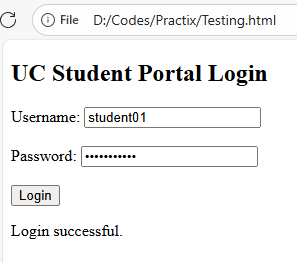 File D:/Codes/Practix/Testing.html
UC Student Portal Login
Username: student01
Password: •••••••••••
Login
Login successful.